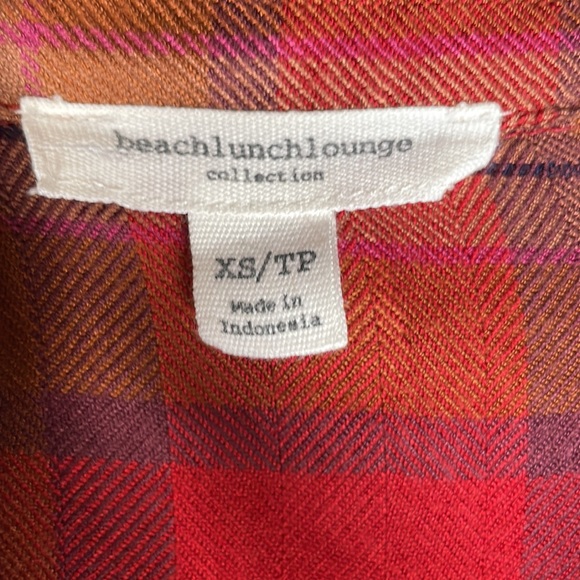 beachlunchlounge
collection
XS/TP
Made in
Indonesia